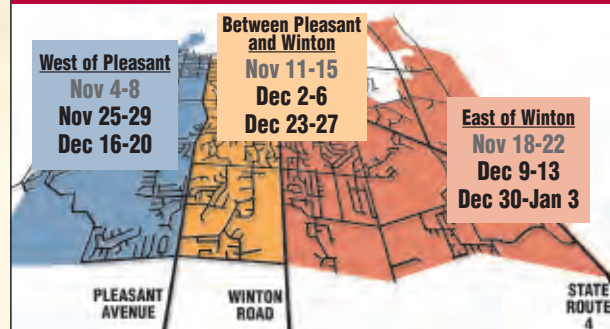 West of Pleasant
Nov 4-8
Nov 25-29
Dec 16-20
Between Pleasant
and Winton
Nov 11-15
Dec 2-6
Dec 23-27
East of Winton
Nov 18-22
Dec 9-13
Dec 30-Jan 3
PLEASANT
AVENUE
WINTON
ROAD
STATE
ROUTE
4